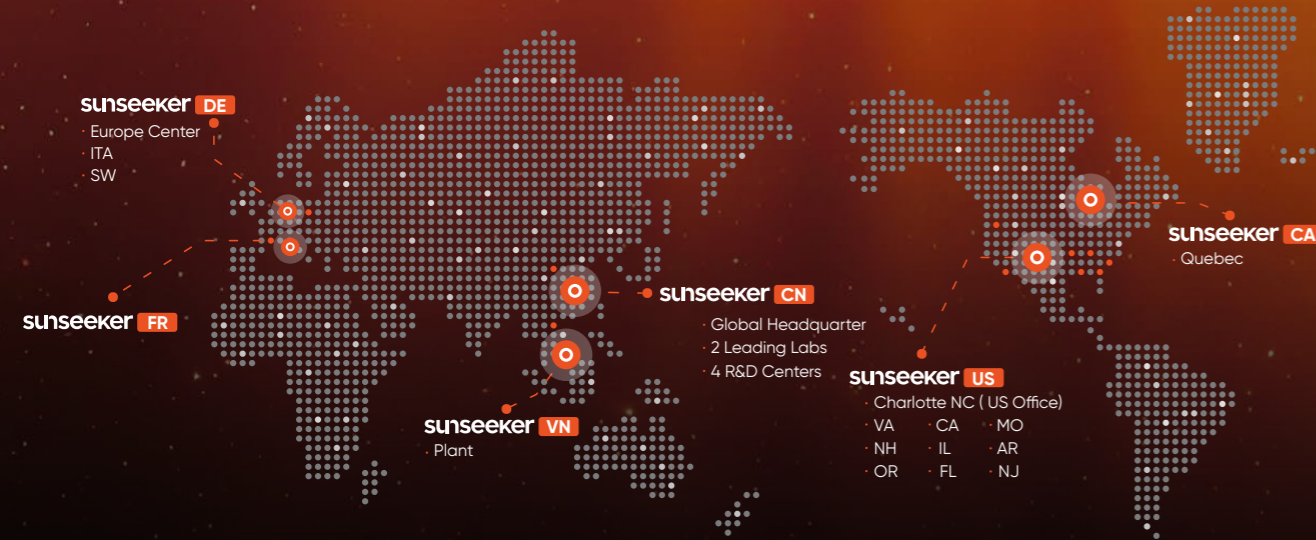 sunseeker DE
· Europe Center
· ITA
· SW
sunseeker FR
sunseeker CN
· Global Headquarter
· 2 Leading Labs
· 4 R&D Centers
sunseeker VN
· Plant
sunseeker US
· Charlotte NC ( US Office)
· VA · CA · MO
· NH · IL · AR
· OR · FL · NJ
sunseeker CA
· Quebec